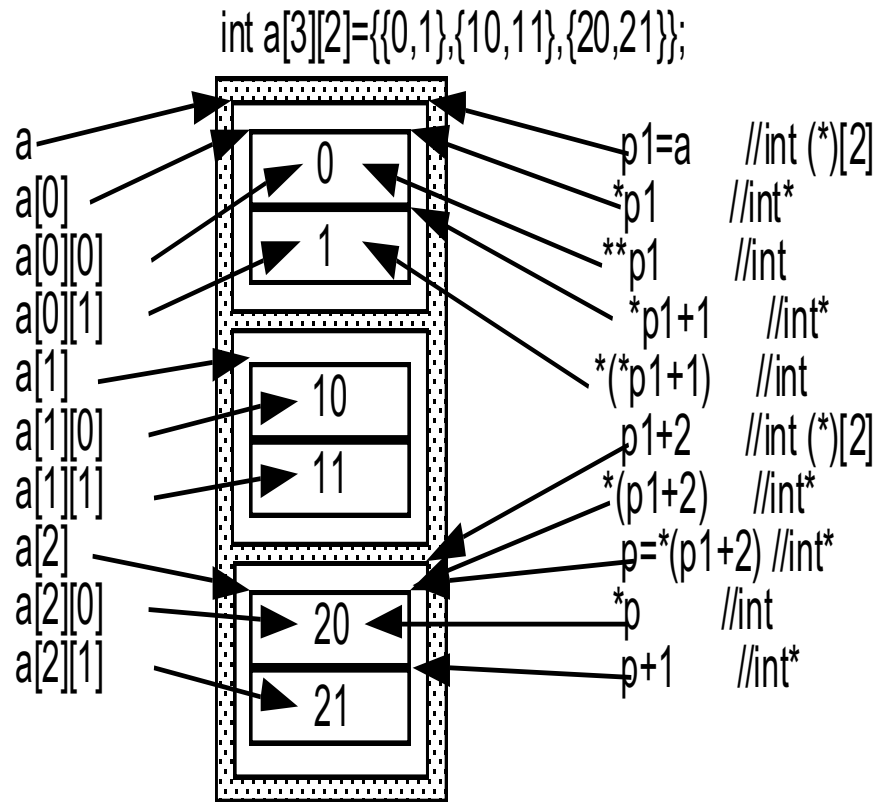 int a[3][2]={{0,1},{10,11},{20,21}};
a
a[0]
a[0][0]
a[0][1]
a[1]
a[1][0]
a[1][1]
a[2]
a[2][0]
a[2][1]
0
1
10
11
20
21
p1=a //int (*)[2]
*p1 //int*
**p1 //int
*p1+1 //int*
*(*p1+1) //int
p1+2 //int (*)[2]
*(p1+2) //int*
p=*(p1+2) //int*
*p //int
p+1 //int*